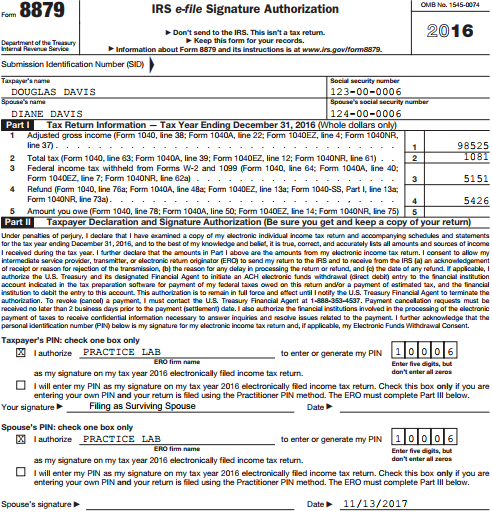 Form 8879
IRS e-file Signature Authorization
OMB No. 1545-0074
▶ Don't send to the IRS. This isn't a tax return.
▶ Keep this form for your records.
▶ Information about Form 8879 and its instructions is at www.irs.gov/form8879.
2016
Department of the Treasury
Internal Revenue Service
Submission Identification Number (SID)
Taxpayer's name
Social security number
DOUGLAS DAVIS
123-00-0006
Spouse's name
Spouse's social security number
DIANE DAVIS
124-00-0006
Part I Tax Return Information — Tax Year Ending December 31, 2016 (Whole dollars only)
1 Adjusted gross income (Form 1040, line 38; Form 1040A, line 22; Form 1040EZ, line 4; Form 1040NR,
line 37) . . . 1 98525
2 Total tax (Form 1040, line 63; Form 1040A, line 39; Form 1040EZ, line 12; Form 1040NR, line 61) . . 2 1081
3 Federal income tax withheld from Forms W-2 and 1099 (Form 1040, line 64; Form 1040A, line 40;
Form 1040EZ, line 7; Form 1040NR, line 62a) . . . 3 5151
4 Refund (Form 1040, line 76a; Form 1040A, line 48a; Form 1040EZ, line 13a; Form 1040-SS, Part I, line 13a;
Form 1040NR, line 73a) . . . 4 5426
5 Amount you owe (Form 1040, line 78; Form 1040A, line 50; Form 1040EZ, line 14; Form 1040NR, line 75) 5
Part II Taxpayer Declaration and Signature Authorization (Be sure you get and keep a copy of your return)
Under penalties of perjury, I declare that I have examined a copy of my electronic individual income tax return and accompanying schedules and statements
for the tax year ending December 31, 2016, and to the best of my knowledge and belief, it is true, correct, and accurately lists all amounts and sources of income
I received during the tax year. I further declare that the amounts in Part I above are the amounts from my electronic income tax return. I consent to allow my
intermediate service provider, transmitter, or electronic return originator (ERO) to send my return to the IRS and to receive from the IRS (a) an acknowledgement
of receipt or reason for rejection of the transmission, (b) the reason for any delay in processing the return or refund, and (c) the date of any refund. If applicable, I
authorize the U.S. Treasury and its designated Financial Agent to initiate an ACH electronic funds withdrawal (direct debit) entry to the financial institution
account indicated in the tax preparation software for payment of my federal taxes owed on this return and/or a payment of estimated tax, and the financial
institution to debit the entry to this account. This authorization is to remain in full force and effect until I notify the U.S. Treasury Financial Agent to terminate the
authorization. To revoke (cancel) a payment, I must contact the U.S. Treasury Financial Agent at 1-888-353-4537. Payment cancellation requests must be
received no later than 2 business days prior to the payment (settlement) date. I also authorize the financial institutions involved in the processing of the electronic
payment of taxes to receive confidential information necessary to answer inquiries and resolve issues related to the payment. I further acknowledge that the
personal identification number (PIN) below is my signature for my electronic income tax return and, if applicable, my Electronic Funds Withdrawal Consent.
Taxpayer's PIN: check one box only
X I authorize PRACTICE LAB to enter or generate my PIN 1 0 0 0 6
ERO firm name
Enter five digits, but
don't enter all zeros
as my signature on my tax year 2016 electronically filed income tax return.
I will enter my PIN as my signature on my tax year 2016 electronically filed income tax return. Check this box only if you are
entering your own PIN and your return is filed using the Practitioner PIN method. The ERO must complete Part III below.
Your signature ▶ Filing as Surviving Spouse Date ▶
Spouse's PIN: check one box only
X I authorize PRACTICE LAB to enter or generate my PIN 1 0 0 0 6
ERO firm name
Enter five digits, but
don't enter all zeros
as my signature on my tax year 2016 electronically filed income tax return.
I will enter my PIN as my signature on my tax year 2016 electronically filed income tax return. Check this box only if you are
entering your own PIN and your return is filed using the Practitioner PIN method. The ERO must complete Part III below.
Spouse's signature ▶ Date ▶ 11/13/2017